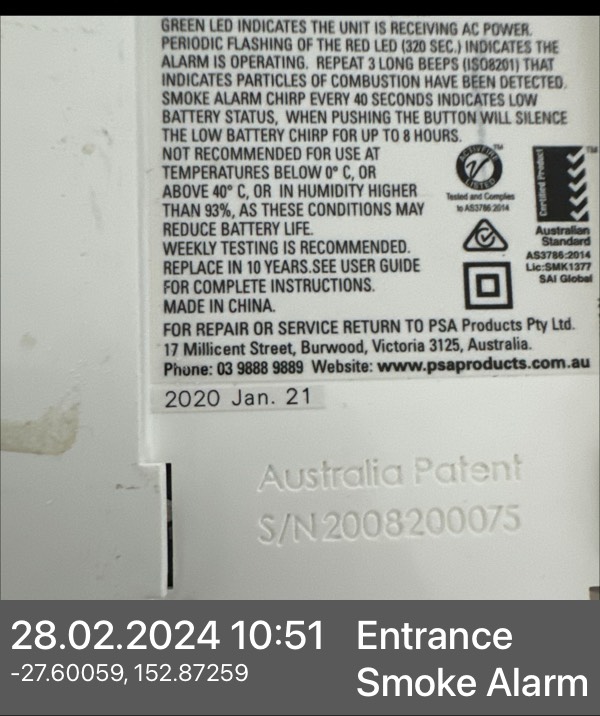 GREEN LED INDICATES THE UNIT IS RECEIVING AC POWER.
PERIODIC FLASHING OF THE RED LED (320 SEC.) INDICATES THE
ALARM IS OPERATING. REPEAT 3 LONG BEEPS (ISO8201) THAT
INDICATES PARTICLES OF COMBUSTION HAVE BEEN DETECTED.
SMOKE ALARM CHIRP EVERY 40 SECONDS INDICATES LOW
BATTERY STATUS, WHEN PUSHING THE BUTTON WILL SILENCE
THE LOW BATTERY CHIRP FOR UP TO 8 HOURS.
NOT RECOMMENDED FOR USE AT
TEMPERATURES BELOW 0° C, OR
ABOVE 40° C, OR IN HUMIDITY HIGHER
THAN 93%, AS THESE CONDITIONS MAY
REDUCE BATTERY LIFE.
WEEKLY TESTING IS RECOMMENDED.
REPLACE IN 10 YEARS.SEE USER GUIDE
FOR COMPLETE INSTRUCTIONS.
MADE IN CHINA.
ACTIVFIRE
LISTED
TM
Tested and Complies
to AS3786:2014
Certified Product
TM
Australian
Standard
AS3786:2014
Lic:SMK1377
SAI Global
FOR REPAIR OR SERVICE RETURN TO PSA Products Pty Ltd.
17 Millicent Street, Burwood, Victoria 3125, Australia.
Phone: 03 9888 9889 Website: www.psaproducts.com.au
2020 Jan. 21
Australia Patent
S/N2008200075
28.02.2024 10:51
-27.60059, 152.87259
Entrance
Smoke Alarm